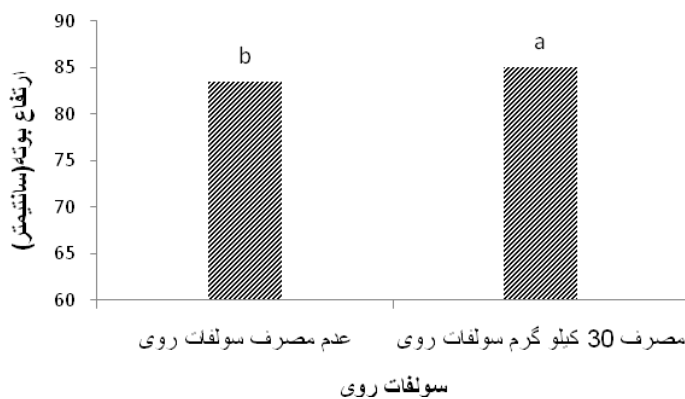 90
85
80
75
70
65
60
ارتفاع بوته(سانتیمتر)
b
a
عدم مصرف سولفات روی
مصرف 30 کیلو گرم سولفات روی
سولفات روی